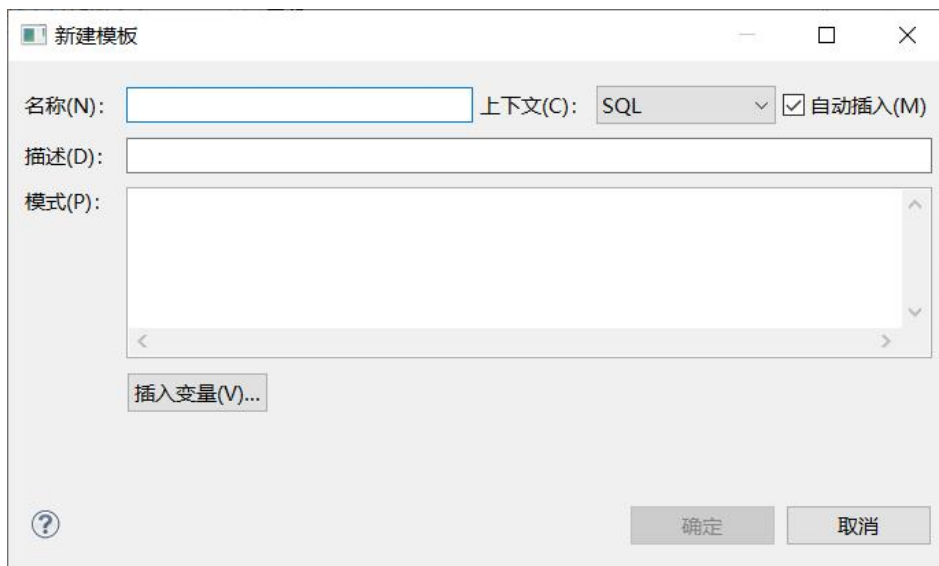 新建模板
名称(N):
上下文(C):
SQL
自动插入(M)
描述(D):
模式(P):
插入变量(V)...
确定
取消